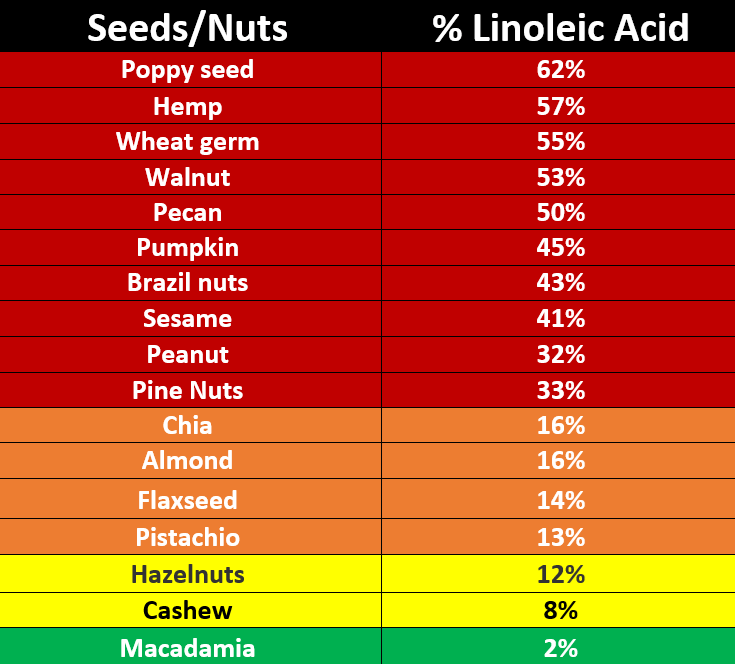 Seeds/Nuts % Linoleic Acid
Poppy seed 62%
Hemp 57%
Wheat germ 55%
Walnut 53%
Pecan 50%
Pumpkin 45%
Brazil nuts 43%
Sesame 41%
Peanut 32%
Pine Nuts 33%
Chia 16%
Almond 16%
Flaxseed 14%
Pistachio 13%
Hazelnuts 12%
Cashew 8%
Macadamia 2%